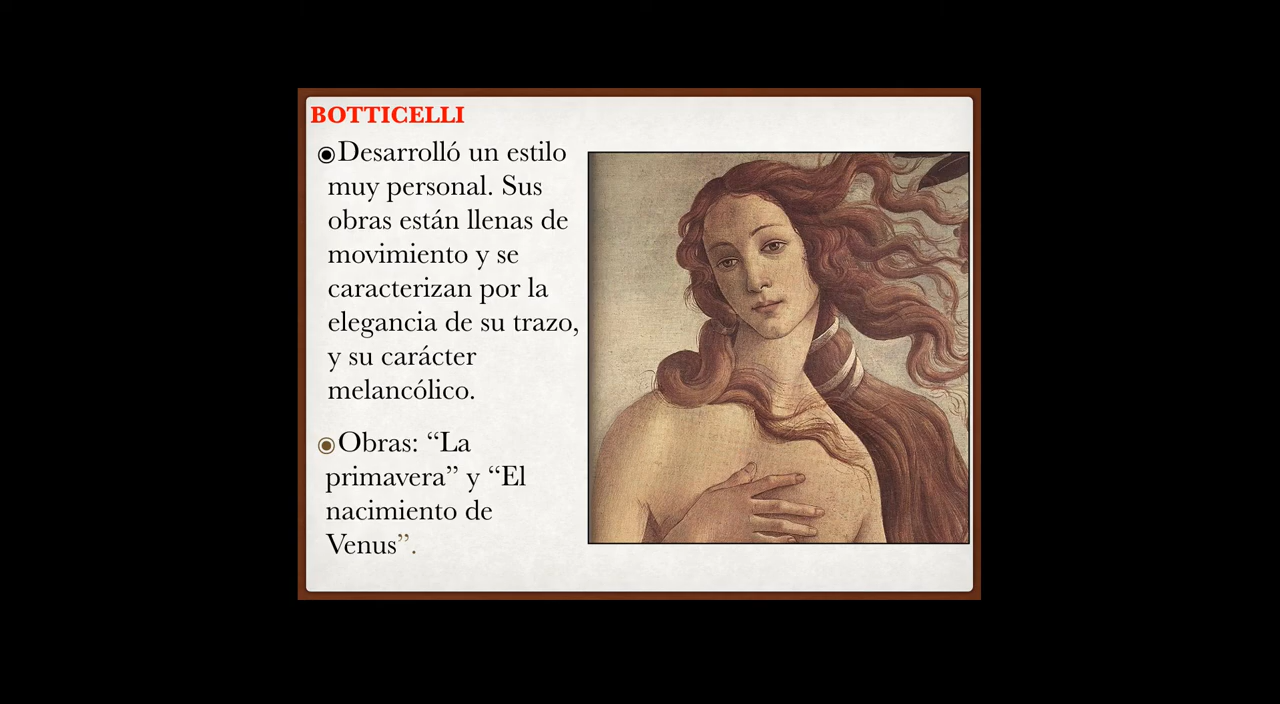 BOTTICELLI
Desarrolló un estilo
muy personal. Sus
obras están llenas de
movimiento y se
caracterizan por la
elegancia de su trazo,
y su carácter
melancólico.
Obras: “La
primavera” y “El
nacimiento de
Venus”.